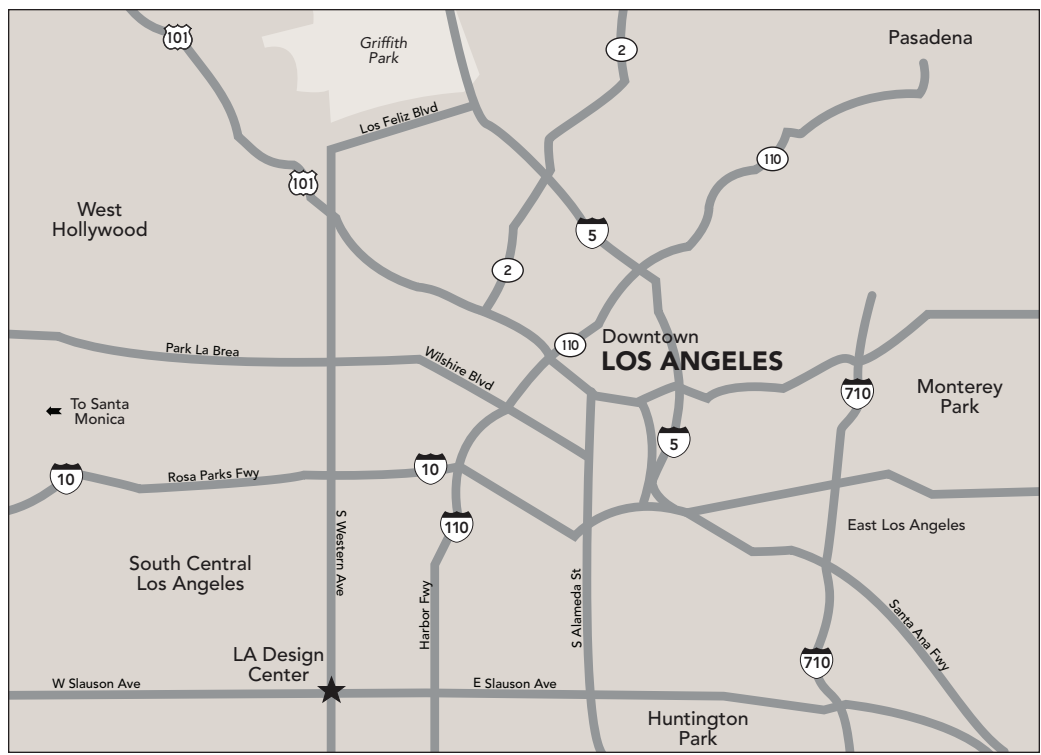 101
Griffith
Park
2
Pasadena
Los Feliz Blvd
110
101
West
Hollywood
5
2
110
Downtown
LOS ANGELES
Park La Brea
Wilshire Blvd
710
Monterey
Park
To Santa
Monica
5
10
Rosa Parks Fwy
10
110
S Western Ave
East Los Angeles
South Central
Los Angeles
Harbor Fwy
S Alameda St
Santa Ana Fwy
LA Design
Center
710
W Slauson Ave
E Slauson Ave
Huntington
Park